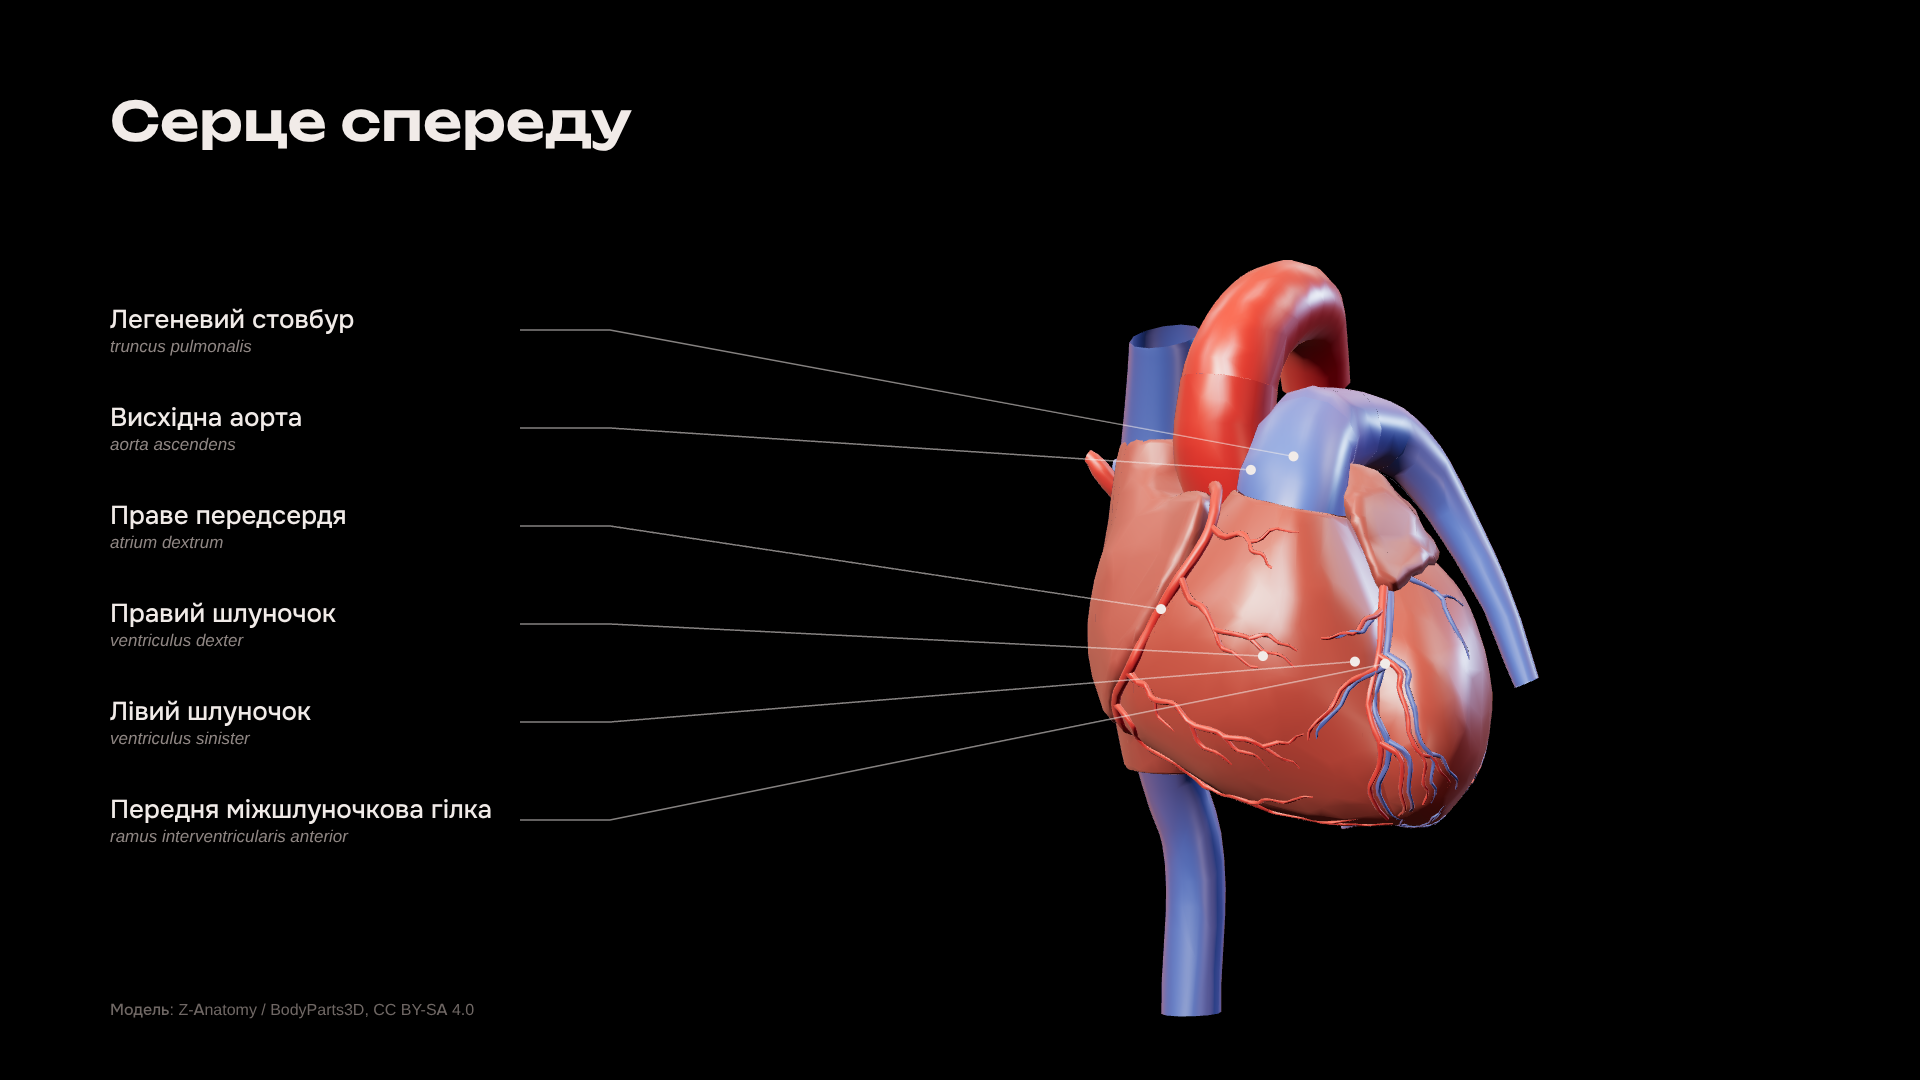 Серце спереду
Легеневий стовбур
truncus pulmonalis
Висхідна аорта
aorta ascendens
Праве передсердя
atrium dextrum
Правий шлуночок
ventriculus dexter
Лівий шлуночок
ventriculus sinister
Передня міжшлуночкова гілка
ramus interventricularis anterior
Модель: Z-Anatomy / BodyParts3D, CC BY-SA 4.0